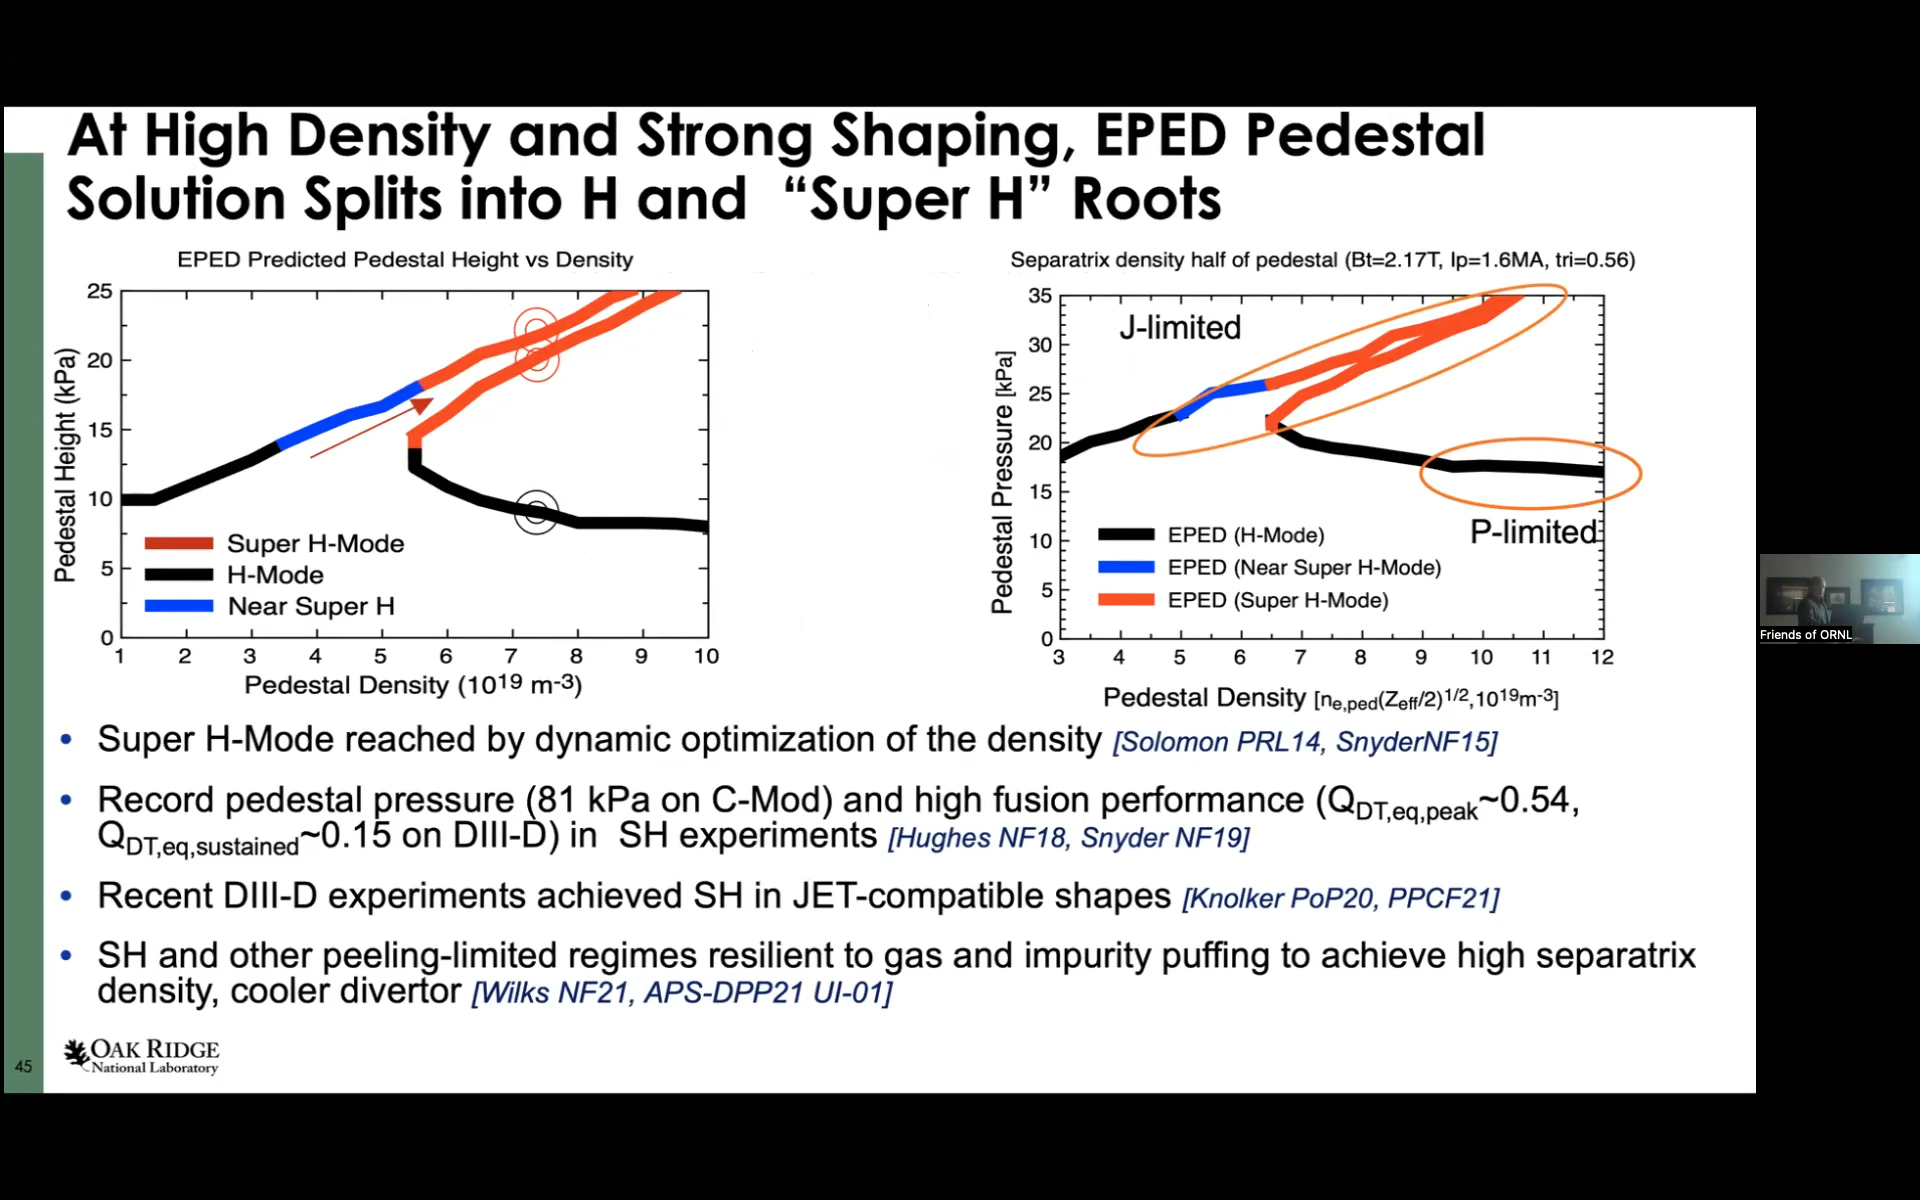 At High Density and Strong Shaping, EPED Pedestal
Solution Splits into H and “Super H” Roots
EPED Predicted Pedestal Height vs Density
Pedestal Height (kPa)
25
20
15
10
5
0
Super H-Mode
H-Mode
Near Super H
1 2 3 4 5 6 7 8 9 10
Pedestal Density (10¹⁹ m⁻³)
Separatrix density half of pedestal (Bt=2.17T, Ip=1.6MA, tri=0.56)
Pedestal Pressure [kPa]
35
30
25
20
15
10
5
0
J-limited
P-limited
EPED (H-Mode)
EPED (Near Super H-Mode)
EPED (Super H-Mode)
3 4 5 6 7 8 9 10 11 12
Pedestal Density [ne,ped(Zeff/2)1/2,10¹⁹m⁻³]
• Super H-Mode reached by dynamic optimization of the density [Solomon PRL14, SnyderNF15]
• Record pedestal pressure (81 kPa on C-Mod) and high fusion performance (QDT,eq,peak~0.54,
QDT,eq,sustained~0.15 on DIII-D) in SH experiments [Hughes NF18, Snyder NF19]
• Recent DIII-D experiments achieved SH in JET-compatible shapes [Knolker PoP20, PPCF21]
• SH and other peeling-limited regimes resilient to gas and impurity puffing to achieve high separatrix
density, cooler divertor [Wilks NF21, APS-DPP21 UI-01]
45
OAK RIDGE
National Laboratory
Friends of ORNL